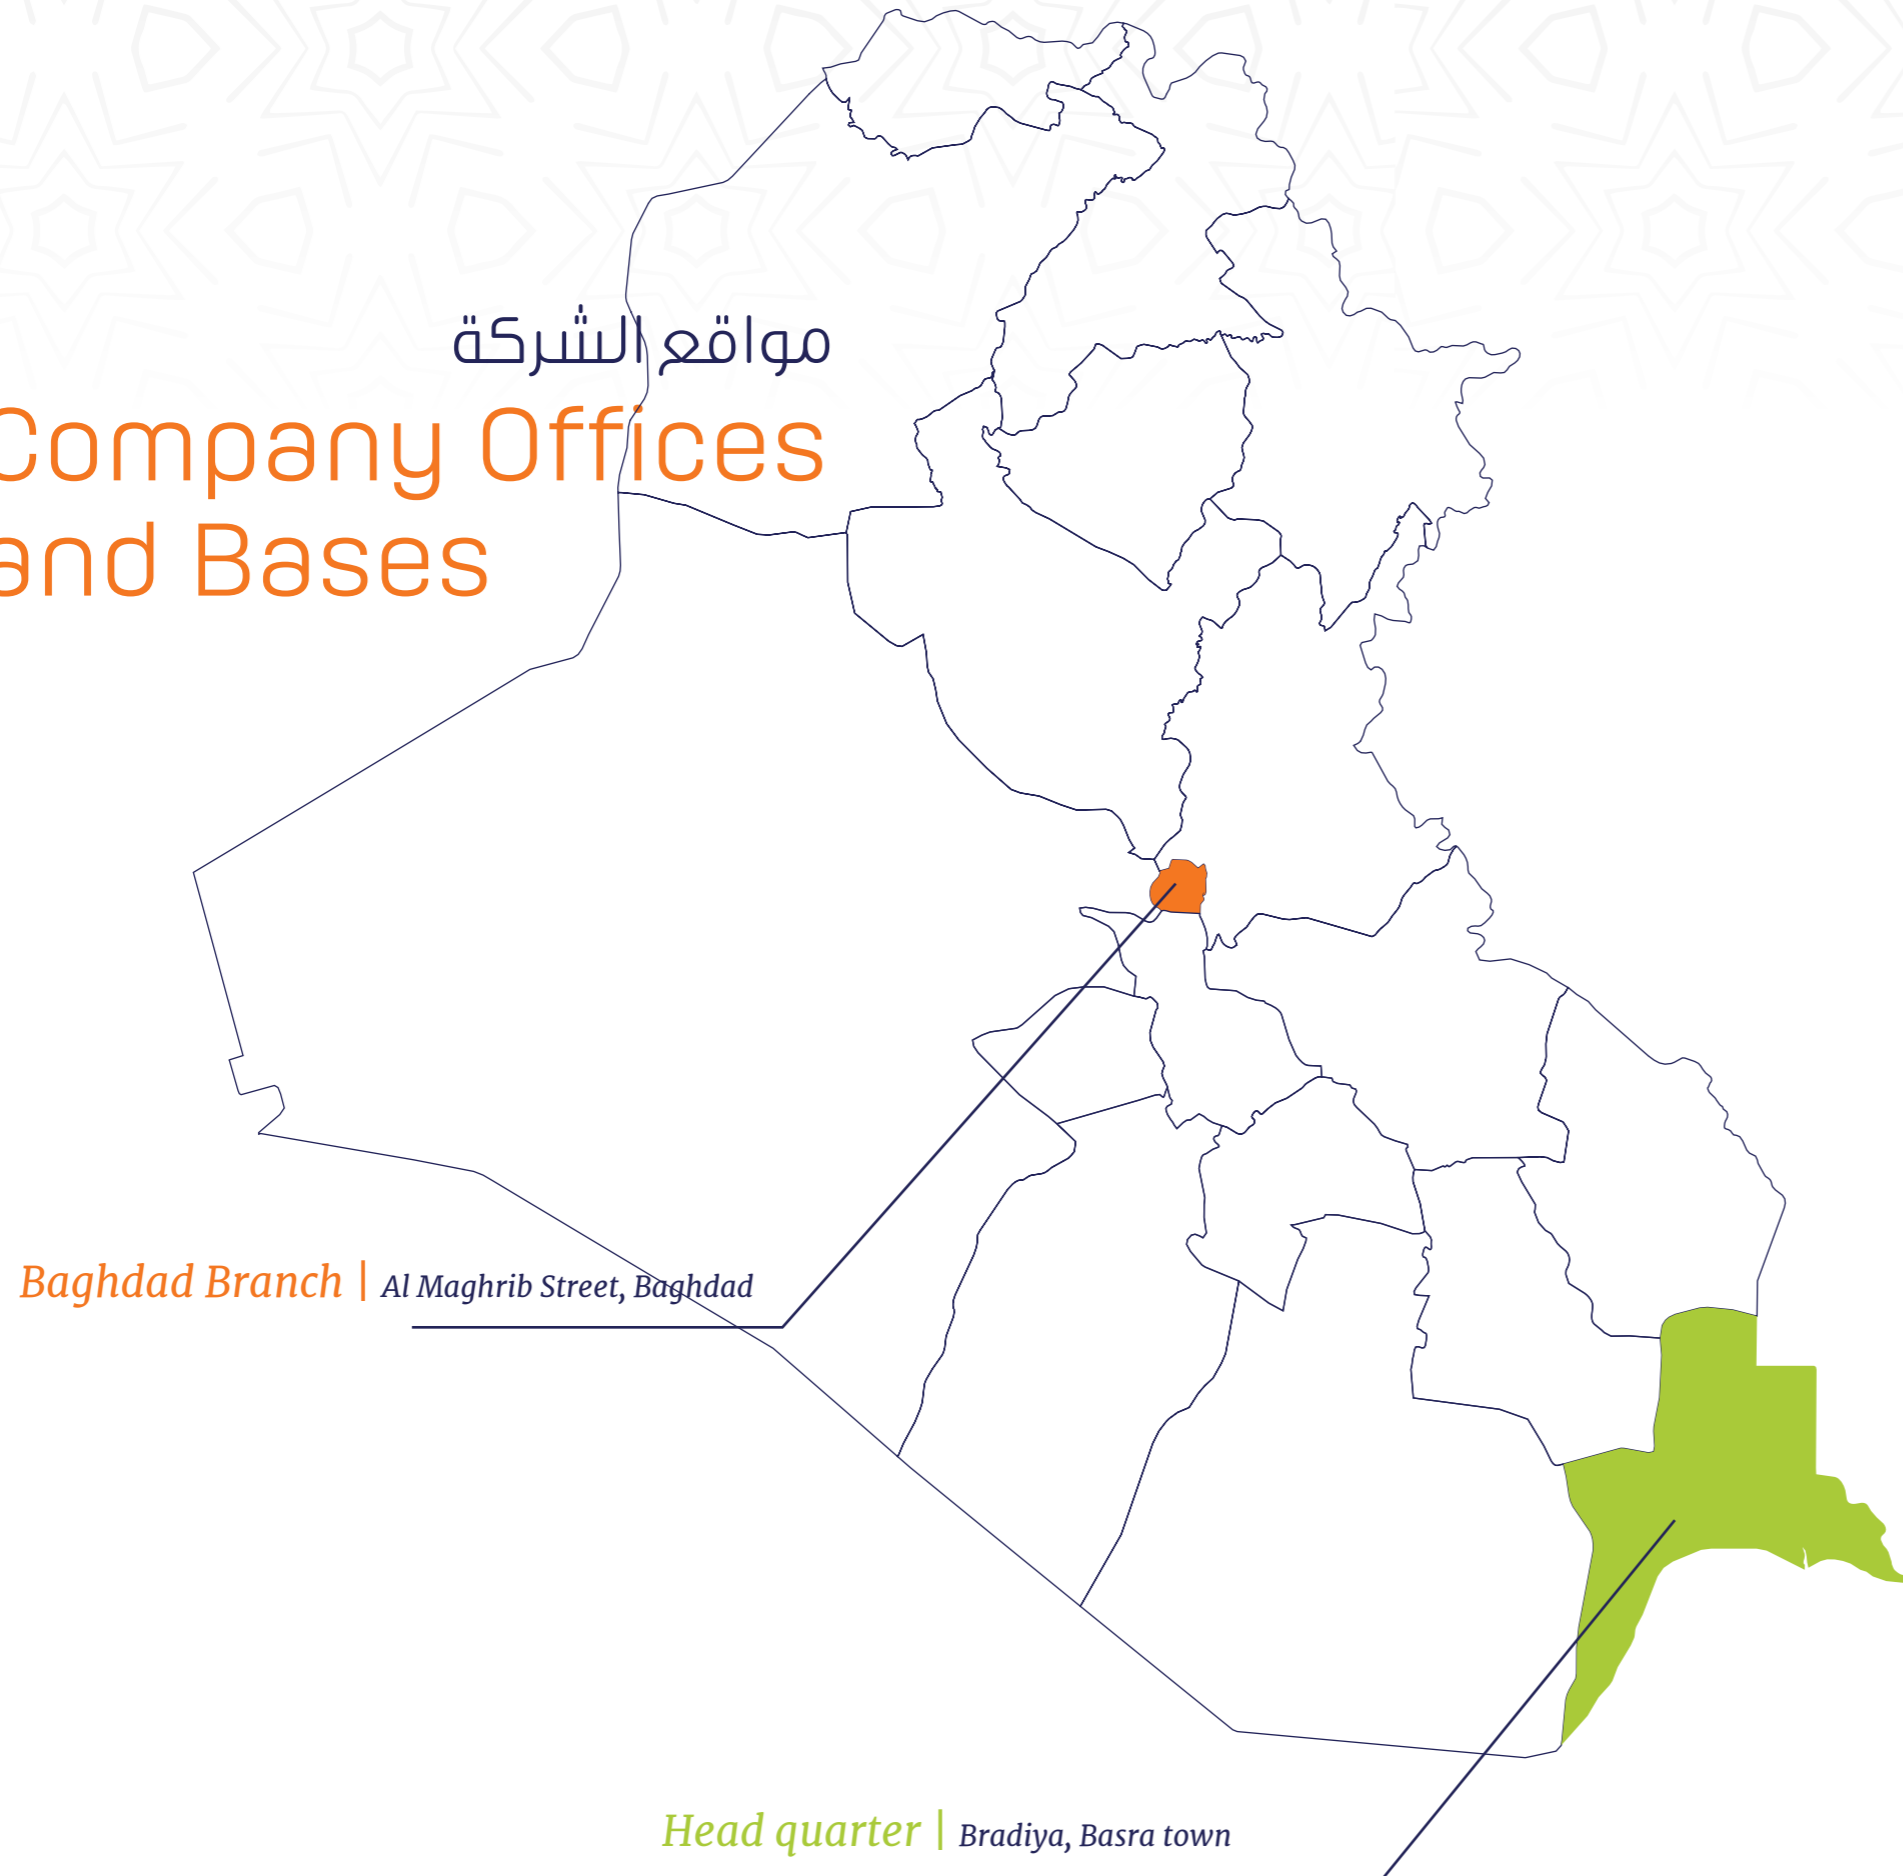 مواقع الشركة
Company Offices
and Bases
Baghdad Branch | Al Maghrib Street, Baghdad
Head quarter | Bradiya, Basra town